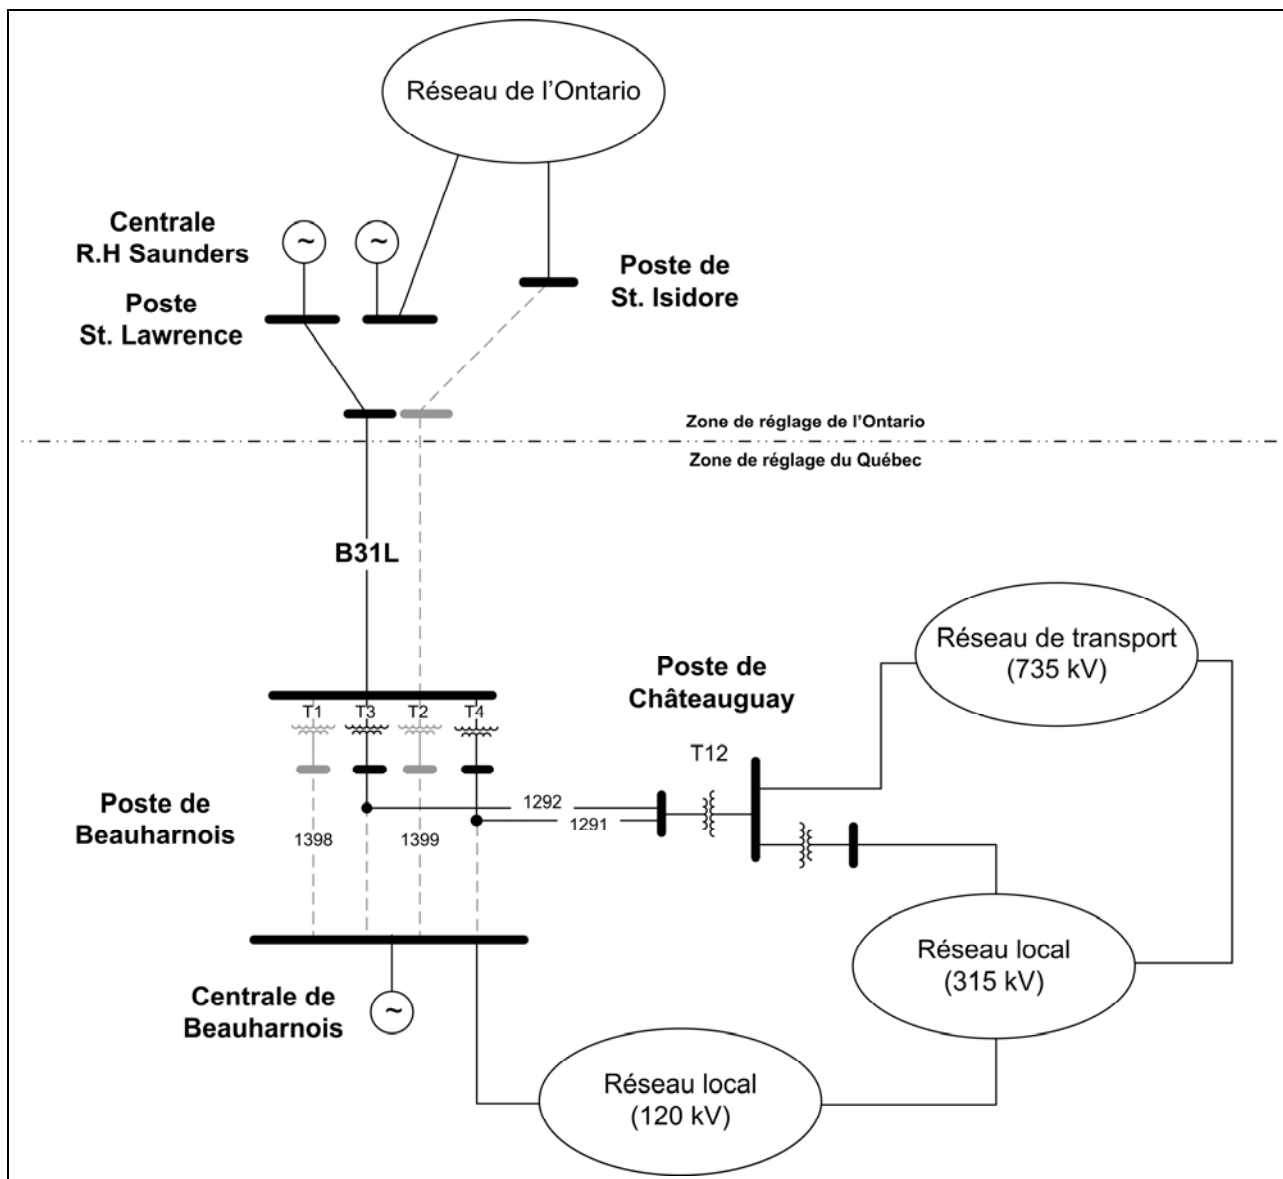 Réseau de l'Ontario
Centrale
R.H Saunders
~
~
Poste de
St. Isidore
Poste
St. Lawrence
Zone de réglage de l'Ontario
Zone de réglage du Québec
B31L
Réseau de transport
(735 kV)
Poste de
Châteauguay
T1
T3
T2
T4
T12
Poste de
Beauharnois
1292
1291
1398
1399
Réseau local
(315 kV)
Centrale de
Beauharnois
~
Réseau local
(120 kV)